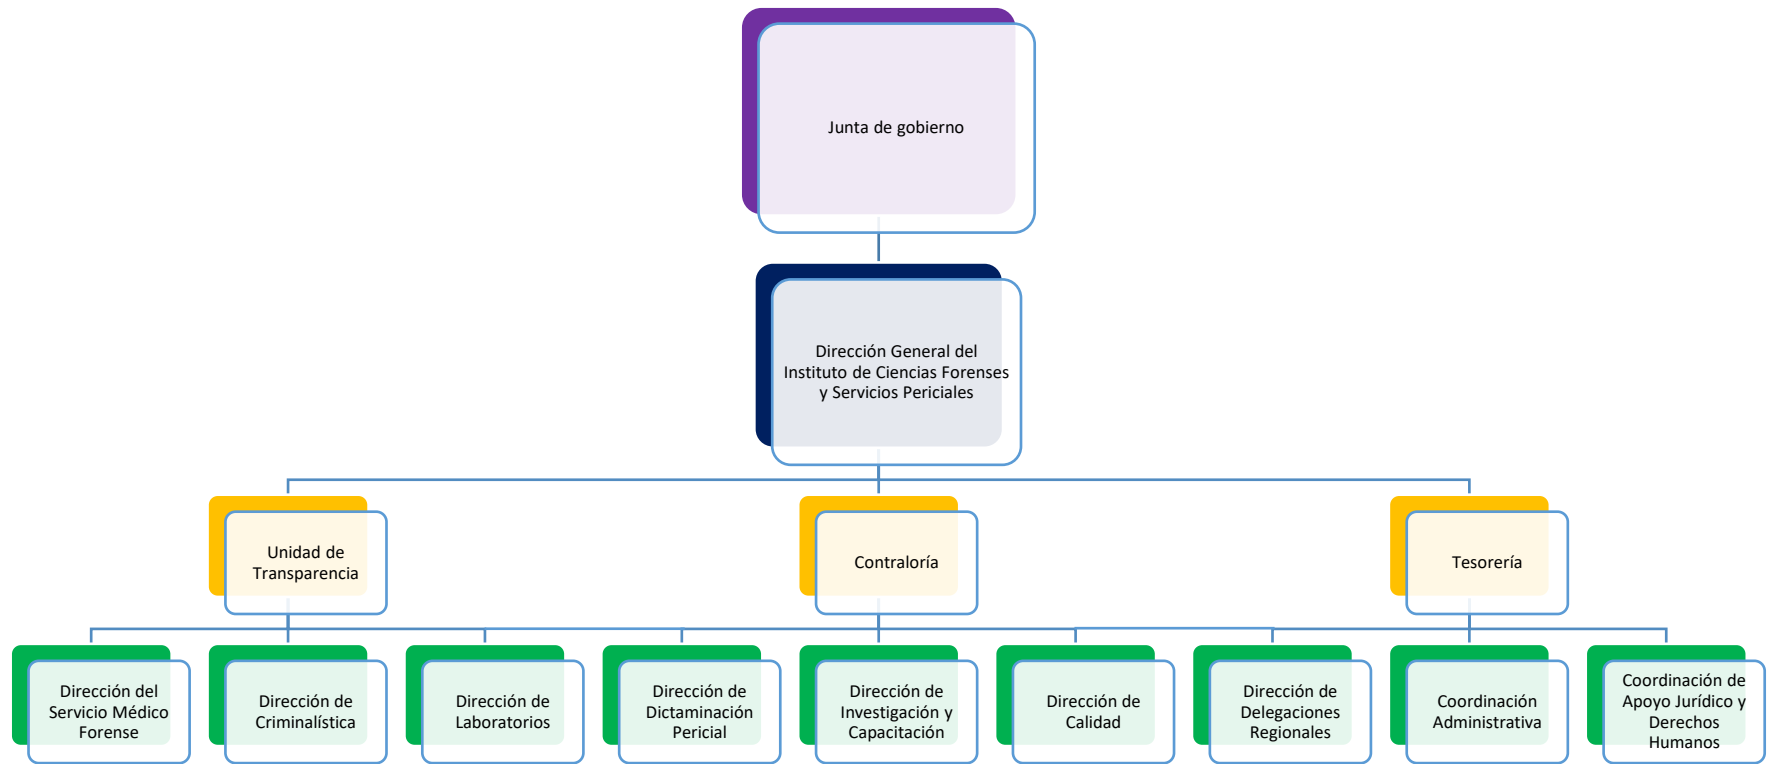 Junta de gobierno
Dirección General del
Instituto de Ciencias Forenses
y Servicios Periciales
Unidad de
Transparencia
Contraloría
Tesorería
Dirección del
Servicio Médico
Forense
Dirección de
Criminalística
Dirección de
Laboratorios
Dirección de
Dictaminación
Pericial
Dirección de
Investigación y
Capacitación
Dirección de
Calidad
Dirección de
Delegaciones
Regionales
Coordinación
Administrativa
Coordinación de
Apoyo Jurídico y
Derechos
Humanos